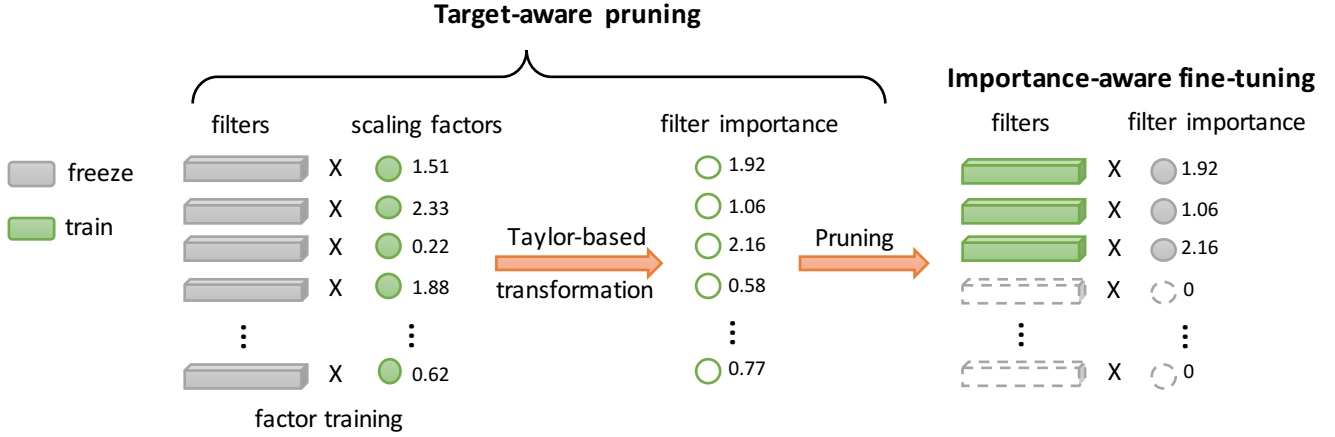 Target-aware pruning
Importance-aware fine-tuning
filters scaling factors filter importance filters filter importance
freeze
train
X 1.51 1.92 X 1.92
X 2.33 1.06 X 1.06
X 0.22 2.16 X 2.16
X 1.88 0.58 X 0
X 0.62 0.77 X 0
Taylor-based
transformation
Pruning
factor training